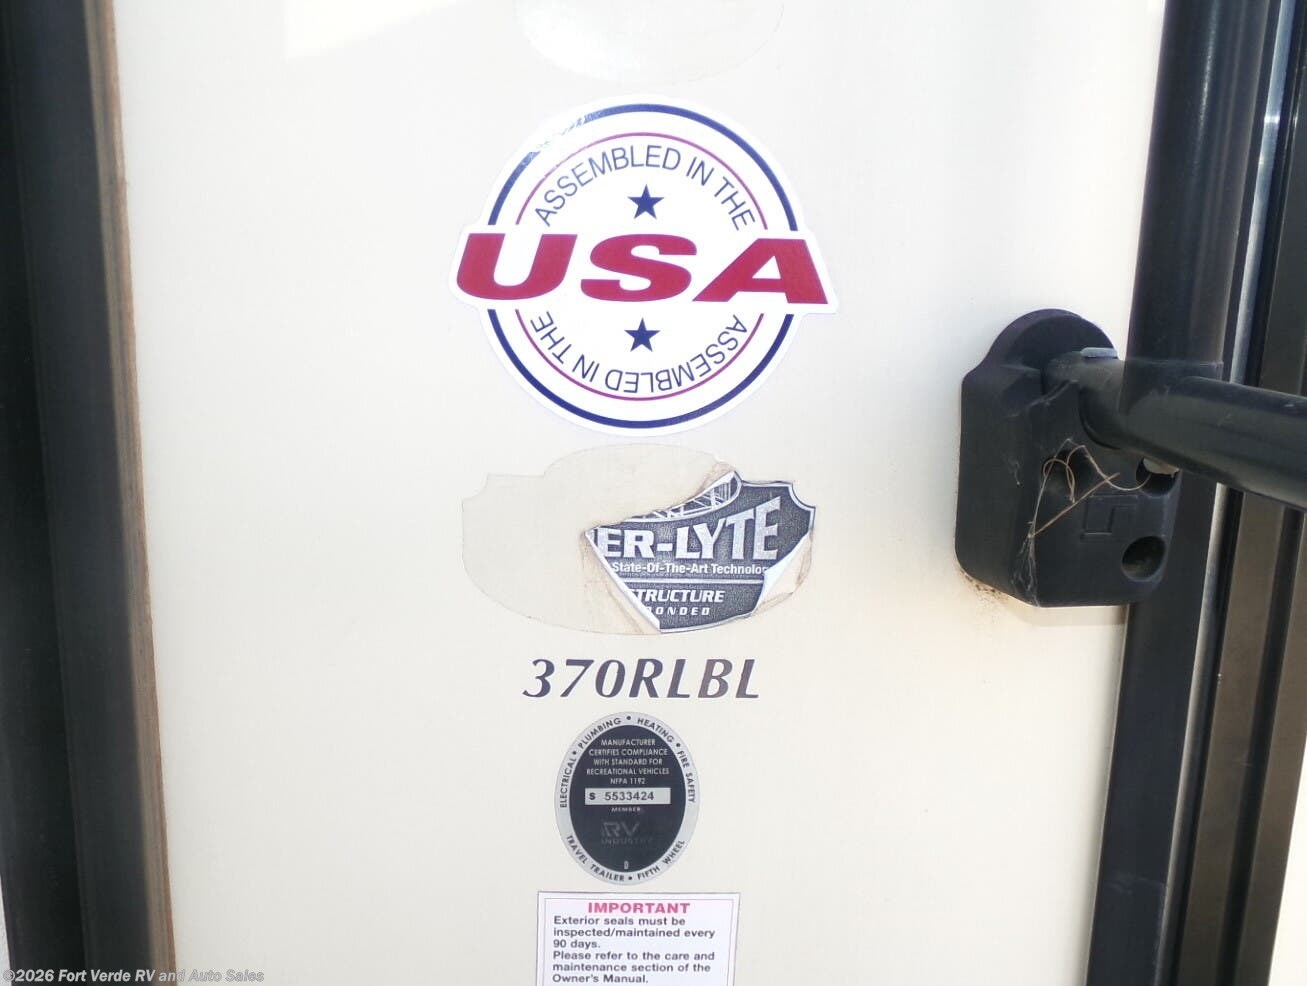 ASSEMBLED IN THE
USA
ASSEMBLED IN THE
ER-LYTE
State-Of-The-Art Technolo
STRUCTURE
BONDED
370RLBL
ELECTRICAL • PLUMBING • HEATING • FIRE SAFETY
MANUFACTURER
CERTIFIES COMPLIANCE
WITH STANDARD FOR
RECREATIONAL VEHICLES
NFPA 1192
S 5533424
MEMBER
RV
INDUSTRY
D
TRAVEL TRAILER • FIFTH WHEEL
IMPORTANT
Exterior seals must be
inspected/maintained every
90 days.
Please refer to the care and
maintenance section of the
Owner's Manual.
©2026 Fort Verde RV and Auto Sales